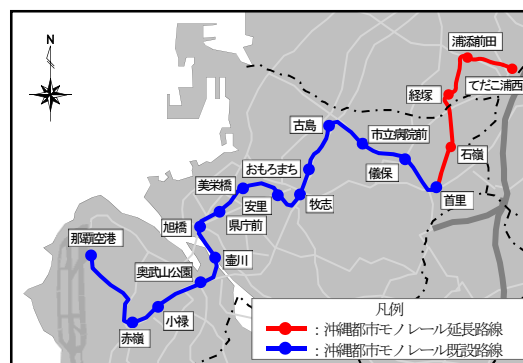 N
浦添前田
てだこ浦西
経塚
古島
市立病院前
石嶺
おもろまち
儀保
美栄橋
首里
安里
牧志
県庁前
旭橋
那覇空港
壷川
奥武山公園
小禄
赤嶺
凡例
：沖縄都市モノレール延長路線
：沖縄都市モノレール既設路線